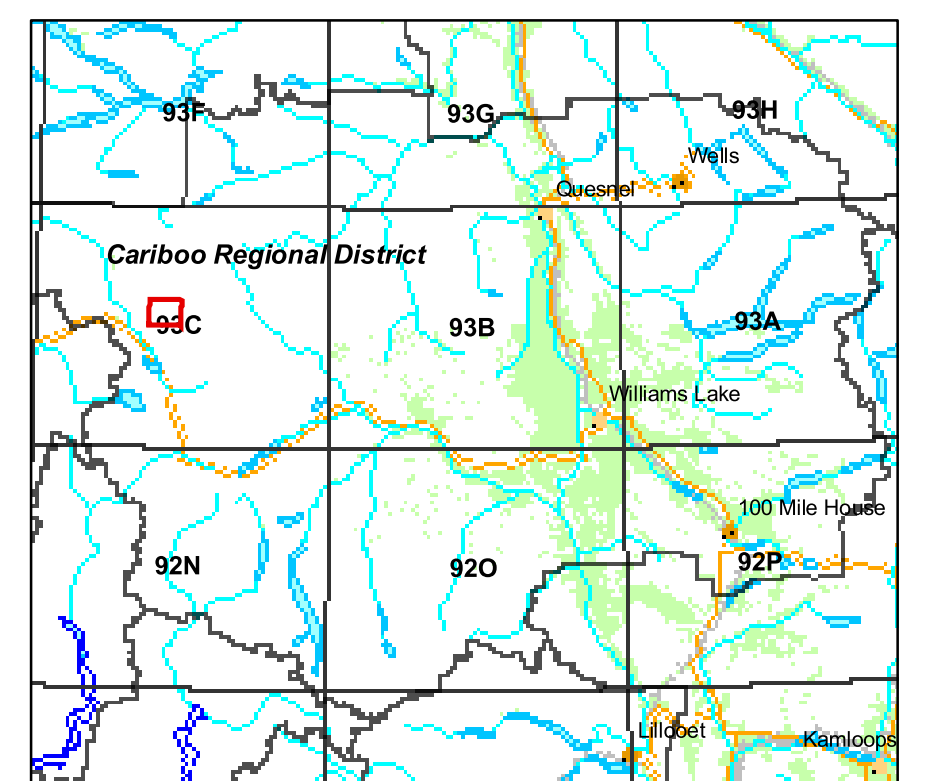 93F
93G
93H
Wells
Quesnel
Cariboo Regional District
93C
93B
93A
Williams Lake
100 Mile House
92N
92O
92P
Lillooet
Kamloops